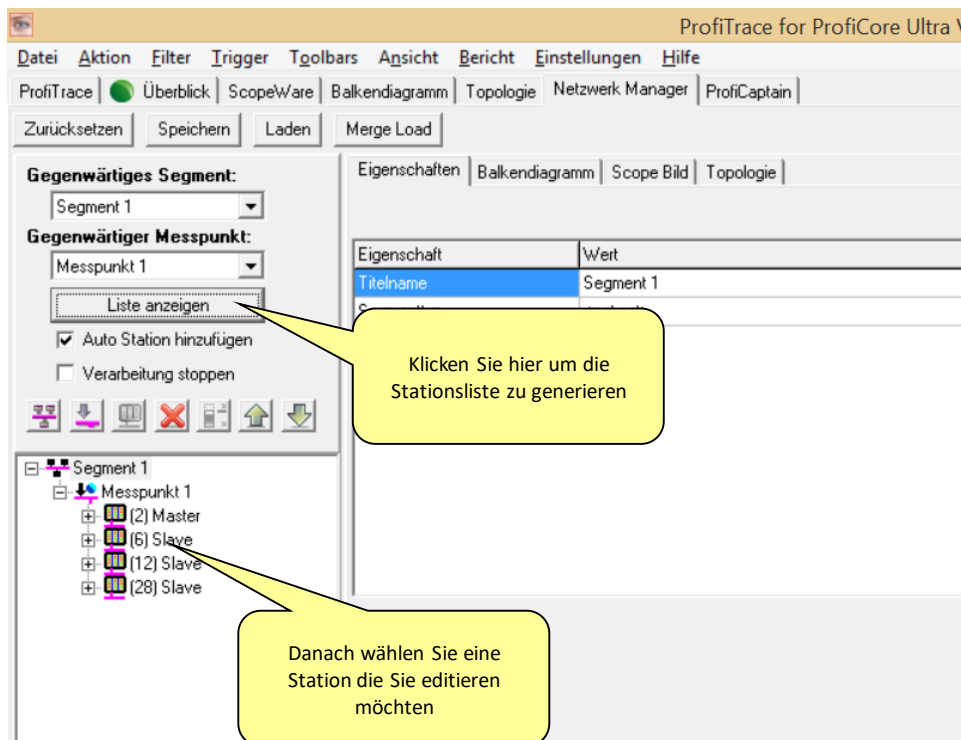 ProfiTrace for ProfiCore Ultra
Datei Aktion Filter Trigger Toolbars Ansicht Bericht Einstellungen Hilfe
ProfiTrace Überblick ScopeWare Balkendiagramm Topologie Netzwerk Manager ProfiCaptain
Zurücksetzen Speichern Laden Merge Load
Gegenwärtiges Segment:
Segment 1
Gegenwärtiger Messpunkt:
Messpunkt 1
Liste anzeigen
Auto Station hinzufügen
Verarbeitung stoppen
Eigenschaften Balkendiagramm Scope Bild Topologie
Eigenschaft Wert
Titelname Segment 1
Klicken Sie hier um die
Stationsliste zu generieren
Segment 1
Messpunkt 1
(2) Master
(6) Slave
(12) Slave
(28) Slave
Danach wählen Sie eine
Station die Sie editieren
möchten